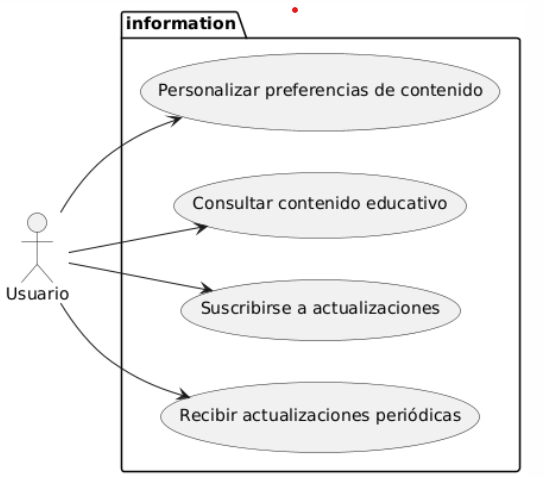 information
Personalizar preferencias de contenido
Consultar contenido educativo
Usuario
Suscribirse a actualizaciones
Recibir actualizaciones periódicas